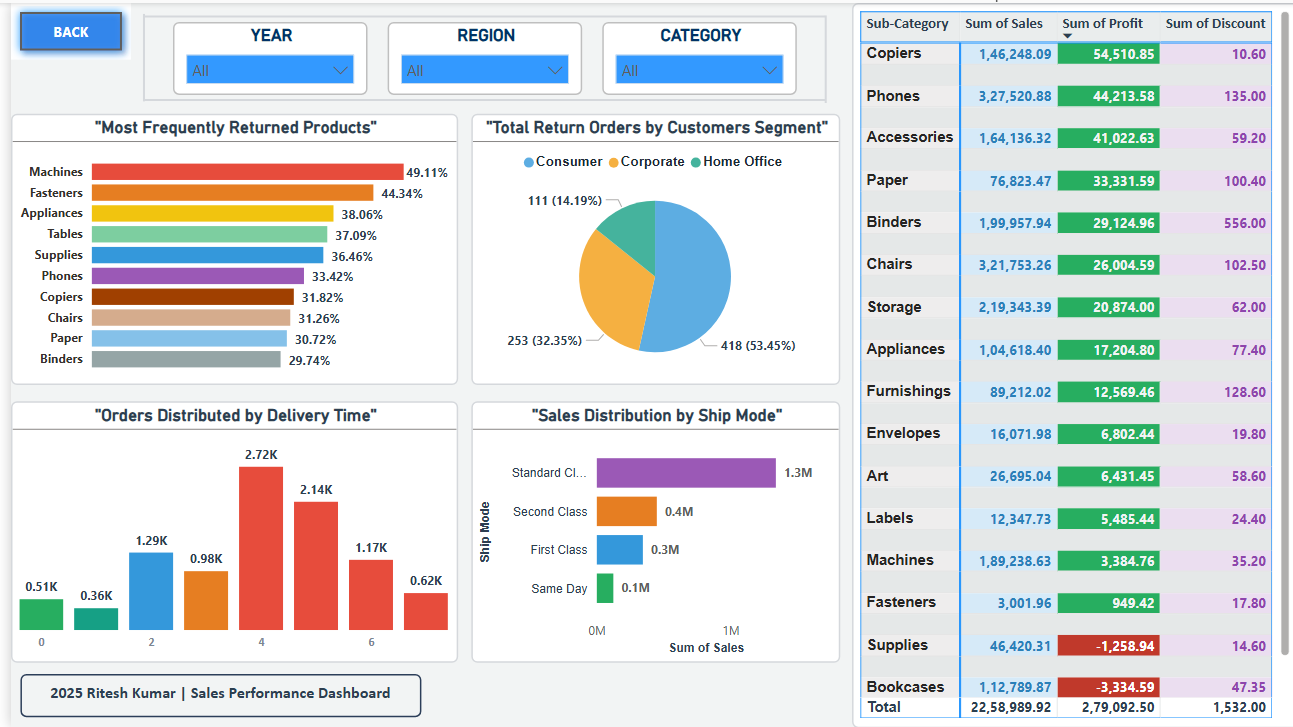 BACK
YEAR
All
REGION
All
CATEGORY
All
"Most Frequently Returned Products"
Machines 49.11%
Fasteners 44.34%
Appliances 38.06%
Tables 37.09%
Supplies 36.46%
Phones 33.42%
Copiers 31.82%
Chairs 31.26%
Paper 30.72%
Binders 29.74%
"Total Return Orders by Customers Segment"
Consumer Corporate Home Office
111 (14.19%)
253 (32.35%)
418 (53.45%)
"Orders Distributed by Delivery Time"
0.51K
0.36K
1.29K
0.98K
2.72K
2.14K
1.17K
0.62K
0 2 4 6
"Sales Distribution by Ship Mode"
Ship Mode
Standard Cl... 1.3M
Second Class 0.4M
First Class 0.3M
Same Day 0.1M
0M 1M
Sum of Sales
2025 Ritesh Kumar | Sales Performance Dashboard
Sub-Category Sum of Sales Sum of Profit Sum of Discount
Copiers 1,46,248.09 54,510.85 10.60
Phones 3,27,520.88 44,213.58 135.00
Accessories 1,64,136.32 41,022.63 59.20
Paper 76,823.47 33,331.59 100.40
Binders 1,99,957.94 29,124.96 556.00
Chairs 3,21,753.26 26,004.59 102.50
Storage 2,19,343.39 20,874.00 62.00
Appliances 1,04,618.40 17,204.80 77.40
Furnishings 89,212.02 12,569.46 128.60
Envelopes 16,071.98 6,802.44 19.80
Art 26,695.04 6,431.45 58.60
Labels 12,347.73 5,485.44 24.40
Machines 1,89,238.63 3,384.76 35.20
Fasteners 3,001.96 949.42 17.80
Supplies 46,420.31 -1,258.94 14.60
Bookcases 1,12,789.87 -3,334.59 47.35
Total 22,58,989.92 2,79,092.50 1,532.00